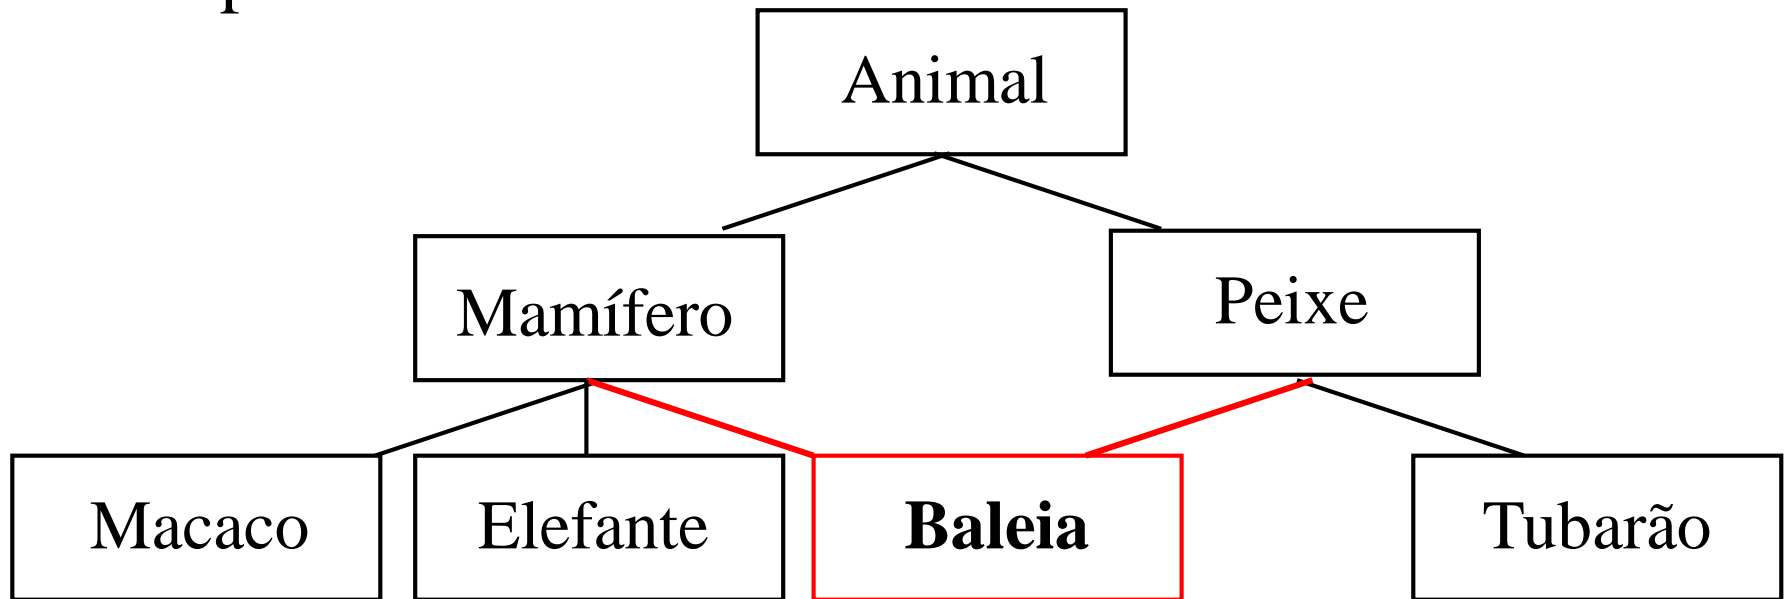 Animal
Mamífero
Peixe
Macaco
Elefante
Baleia
Tubarão